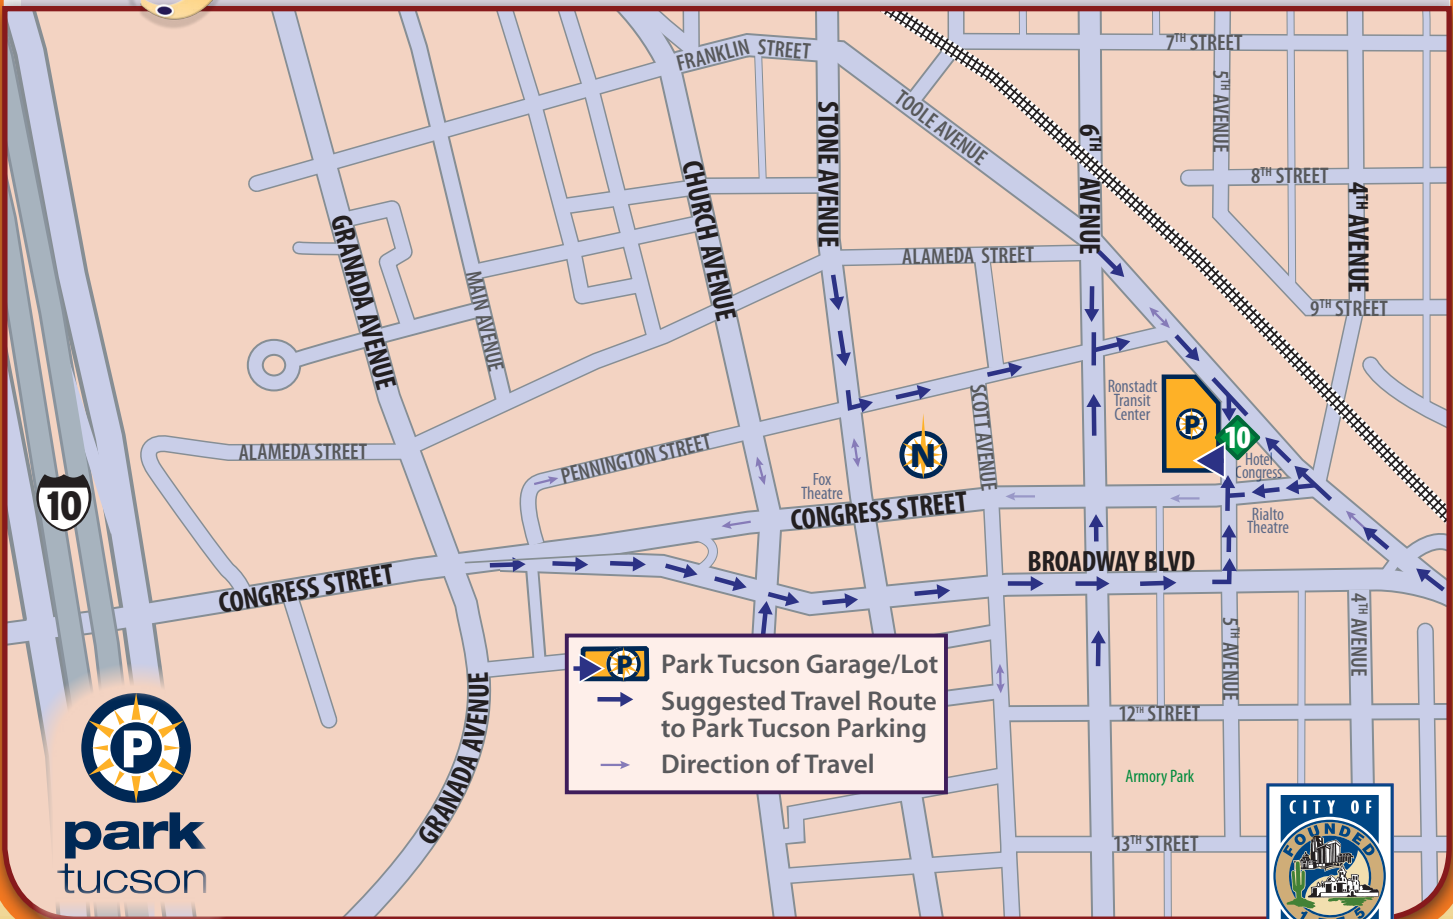 7TH STREET
FRANKLIN STREET
5TH AVENUE
TOOLE AVENUE
STONE AVENUE
6TH AVENUE
CHURCH AVENUE
8TH STREET
4TH AVENUE
GRANADA AVENUE
ALAMEDA STREET
MAIN AVENUE
9TH STREET
Ronstadt
Transit
Center
SCOTT AVENUE
P
10
N
ALAMEDA STREET
PENNINGTON STREET
Hotel
Congress
Fox
Theatre
10
CONGRESS STREET
Rialto
Theatre
BROADWAY BLVD
CONGRESS STREET
4TH AVENUE
5TH AVENUE
P
Park Tucson Garage/Lot
Suggested Travel Route
to Park Tucson Parking
Direction of Travel
GRANADA AVENUE
12TH STREET
Armory Park
P
park
tucson
13TH STREET
CITY OF
FOUNDED